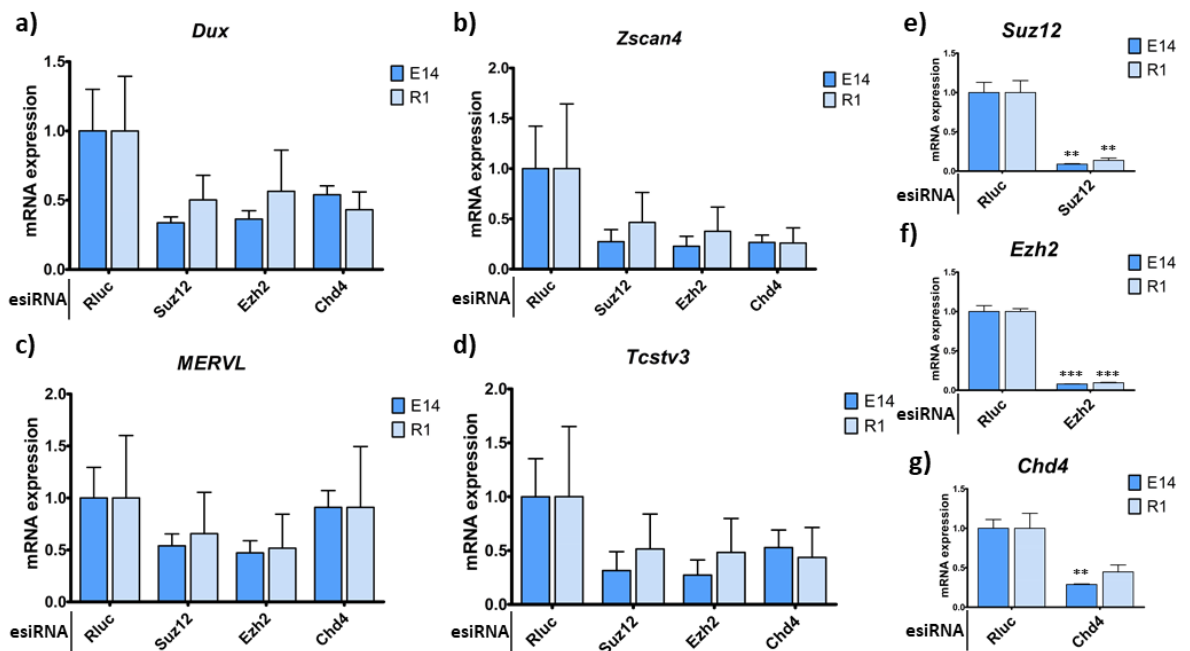 a)
Dux
mRNA expression
1.5
1.0
0.5
0.0
E14
R1
esiRNA
Rluc
Suz12
Ezh2
Chd4
b)
Zscan4
mRNA expression
2.0
1.5
1.0
0.5
0.0
E14
R1
Rluc
Suz12
Ezh2
Chd4
c)
MERVL
mRNA expression
2.0
1.5
1.0
0.5
0.0
E14
R1
esiRNA
Rluc
Suz12
Ezh2
Chd4
d)
Tcstv3
mRNA expression
2.0
1.5
1.0
0.5
0.0
E14
R1
Rluc
Suz12
Ezh2
Chd4
e)
Suz12
mRNA expression
1.5
1.0
0.5
0.0
E14
R1
** **
esiRNA
Rluc
Suz12
f)
Ezh2
mRNA expression
1.5
1.0
0.5
0.0
E14
R1
*** ***
esiRNA
Rluc
Ezh2
g)
Chd4
mRNA expression
1.5
1.0
0.5
0.0
E14
R1
**
esiRNA
Rluc
Chd4